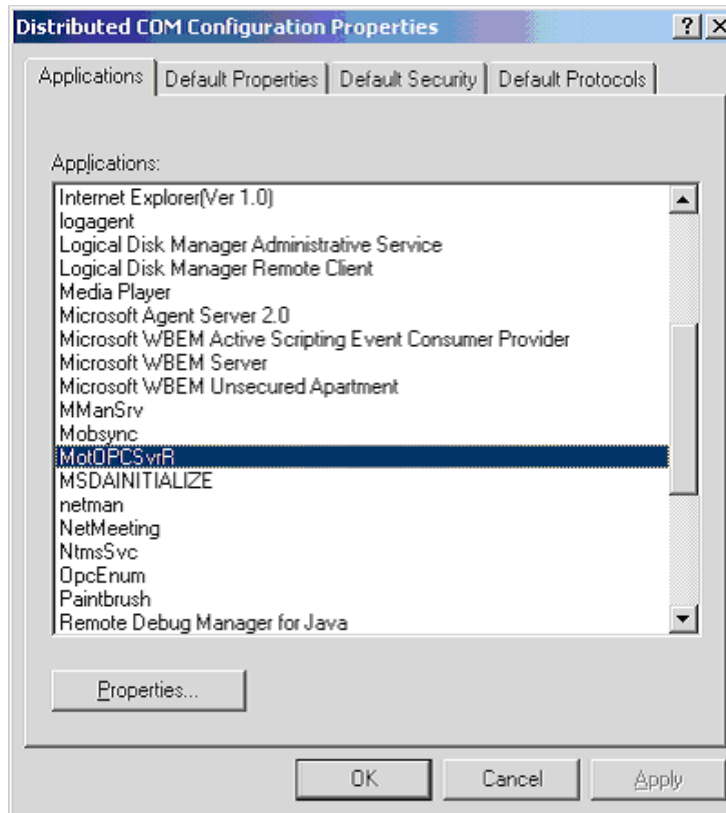 Distributed COM Configuration Properties
Applications Default Properties Default Security Default Protocols
Applications:
Internet Explorer(Ver 1.0)
logagent
Logical Disk Manager Administrative Service
Logical Disk Manager Remote Client
Media Player
Microsoft Agent Server 2.0
Microsoft WBEM Active Scripting Event Consumer Provider
Microsoft WBEM Server
Microsoft WBEM Unsecured Apartment
MManSrv
Mobsync
MotOPCSvrR
MSDAINITIALIZE
netman
NetMeeting
NtmsSvc
OpcEnum
Paintbrush
Remote Debug Manager for Java
Properties...
OK Cancel Apply